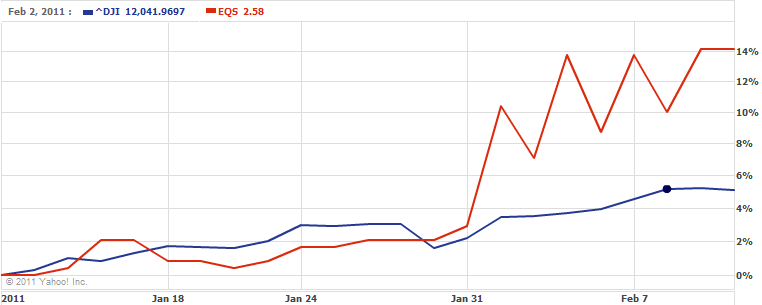 Feb 2, 2011 : ^DJI 12,041.9697 EQS 2.58
14%
12%
10%
8%
6%
4%
2%
0%
© 2011 Yahoo! Inc.
2011 Jan 18 Jan 24 Jan 31 Feb 7